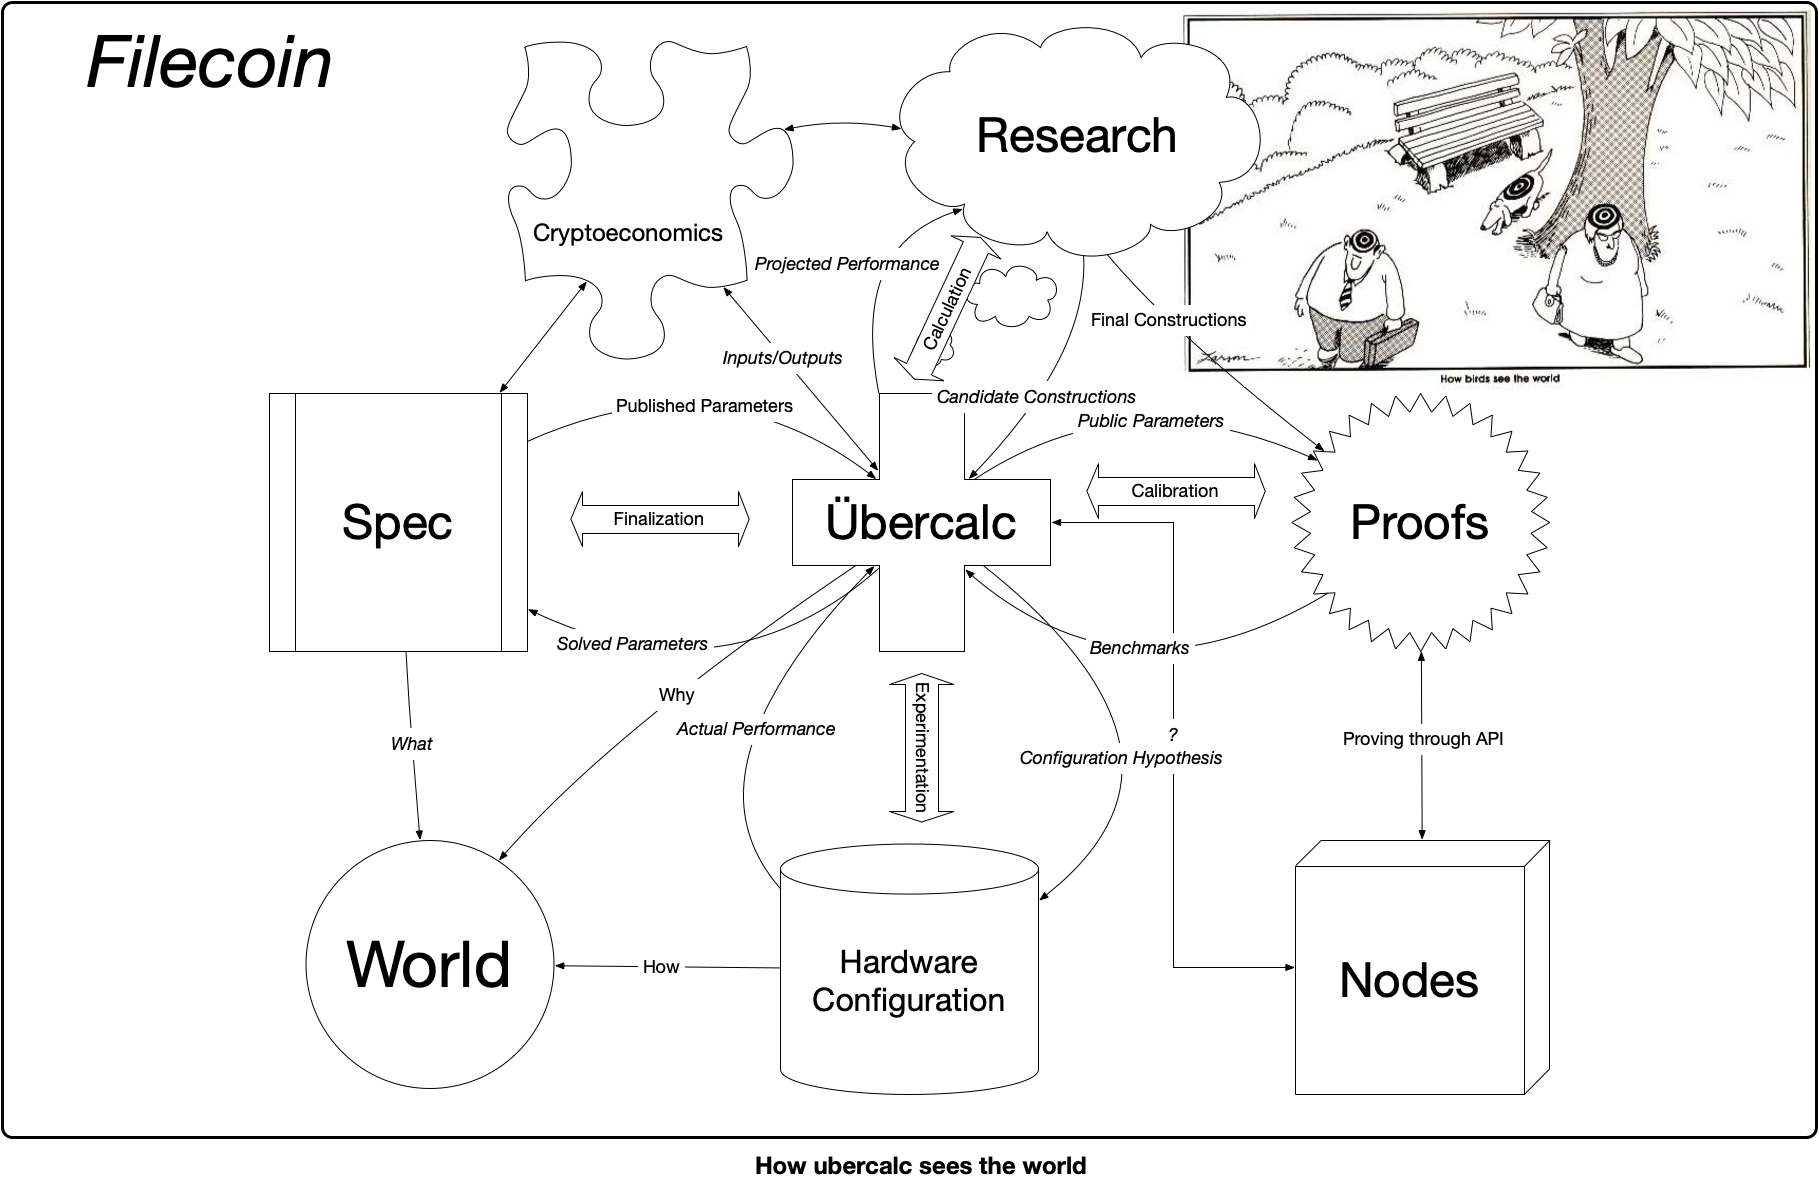 Filecoin
Research
Cryptoeconomics
Projected Performance
Calculation
Final Constructions
Inputs/Outputs
Larson
How birds see the world
Candidate Constructions
Published Parameters
Public Parameters
Spec
Finalization
Übercalc
Calibration
Proofs
Solved Parameters
Benchmarks
Why
Actual Performance
Experimentation
?
Configuration Hypothesis
What
Proving through API
World
How
Hardware
Configuration
Nodes
How ubercalc sees the world